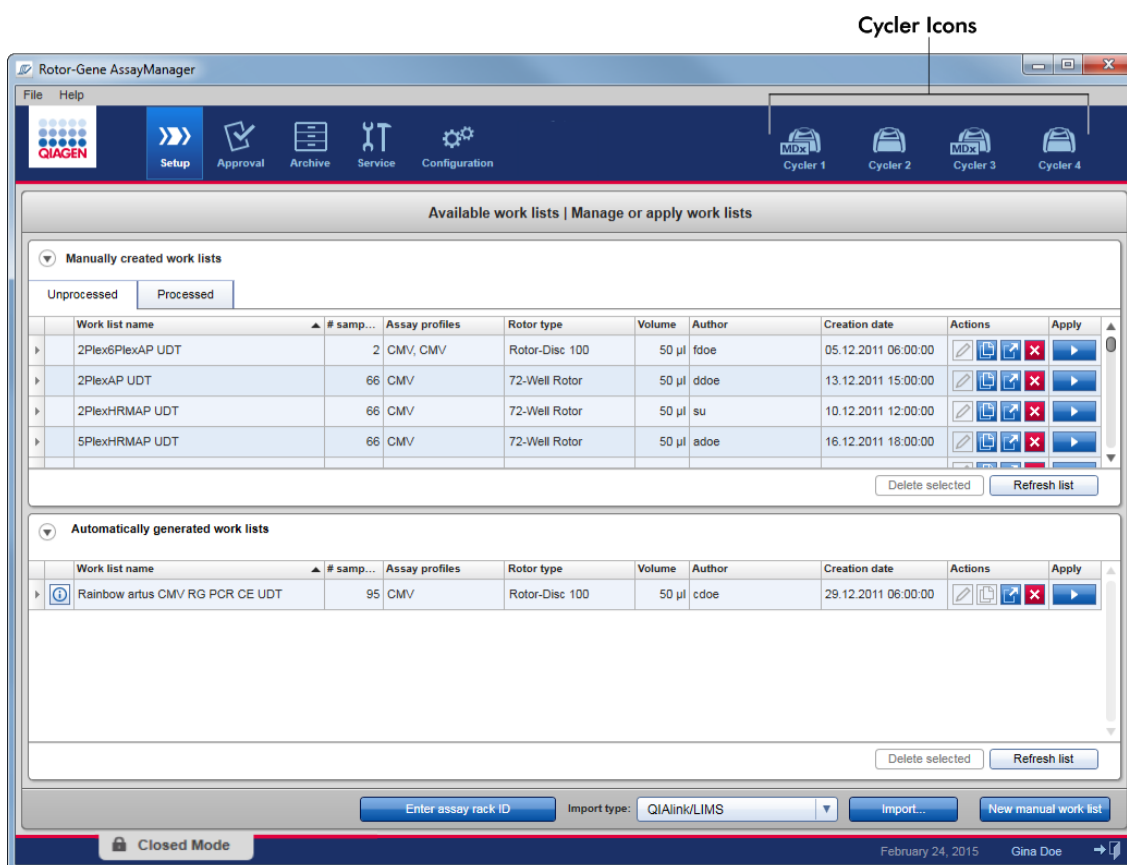 Cycler Icons
Rotor-Gene AssayManager
File Help
QIAGEN
Setup Approval Archive Service Configuration
MDx MDx
Cycler 1 Cycler 2 Cycler 3 Cycler 4
Available work lists | Manage or apply work lists
Manually created work lists
Unprocessed Processed
Work list name # samp... Assay profiles Rotor type Volume Author Creation date Actions Apply
2Plex6PlexAP UDT 2 CMV, CMV Rotor-Disc 100 50 µl fdoe 05.12.2011 06:00:00
2PlexAP UDT 66 CMV 72-Well Rotor 50 µl ddoe 13.12.2011 15:00:00
2PlexHRMAP UDT 66 CMV 72-Well Rotor 50 µl su 10.12.2011 12:00:00
5PlexHRMAP UDT 66 CMV 72-Well Rotor 50 µl adoe 16.12.2011 18:00:00
Delete selected Refresh list
Automatically generated work lists
Work list name # samp... Assay profiles Rotor type Volume Author Creation date Actions Apply
Rainbow artus CMV RG PCR CE UDT 95 CMV Rotor-Disc 100 50 µl cdoe 29.12.2011 06:00:00
Delete selected Refresh list
Enter assay rack ID Import type: QIAlink/LIMS Import... New manual work list
Closed Mode February 24, 2015 Gina Doe